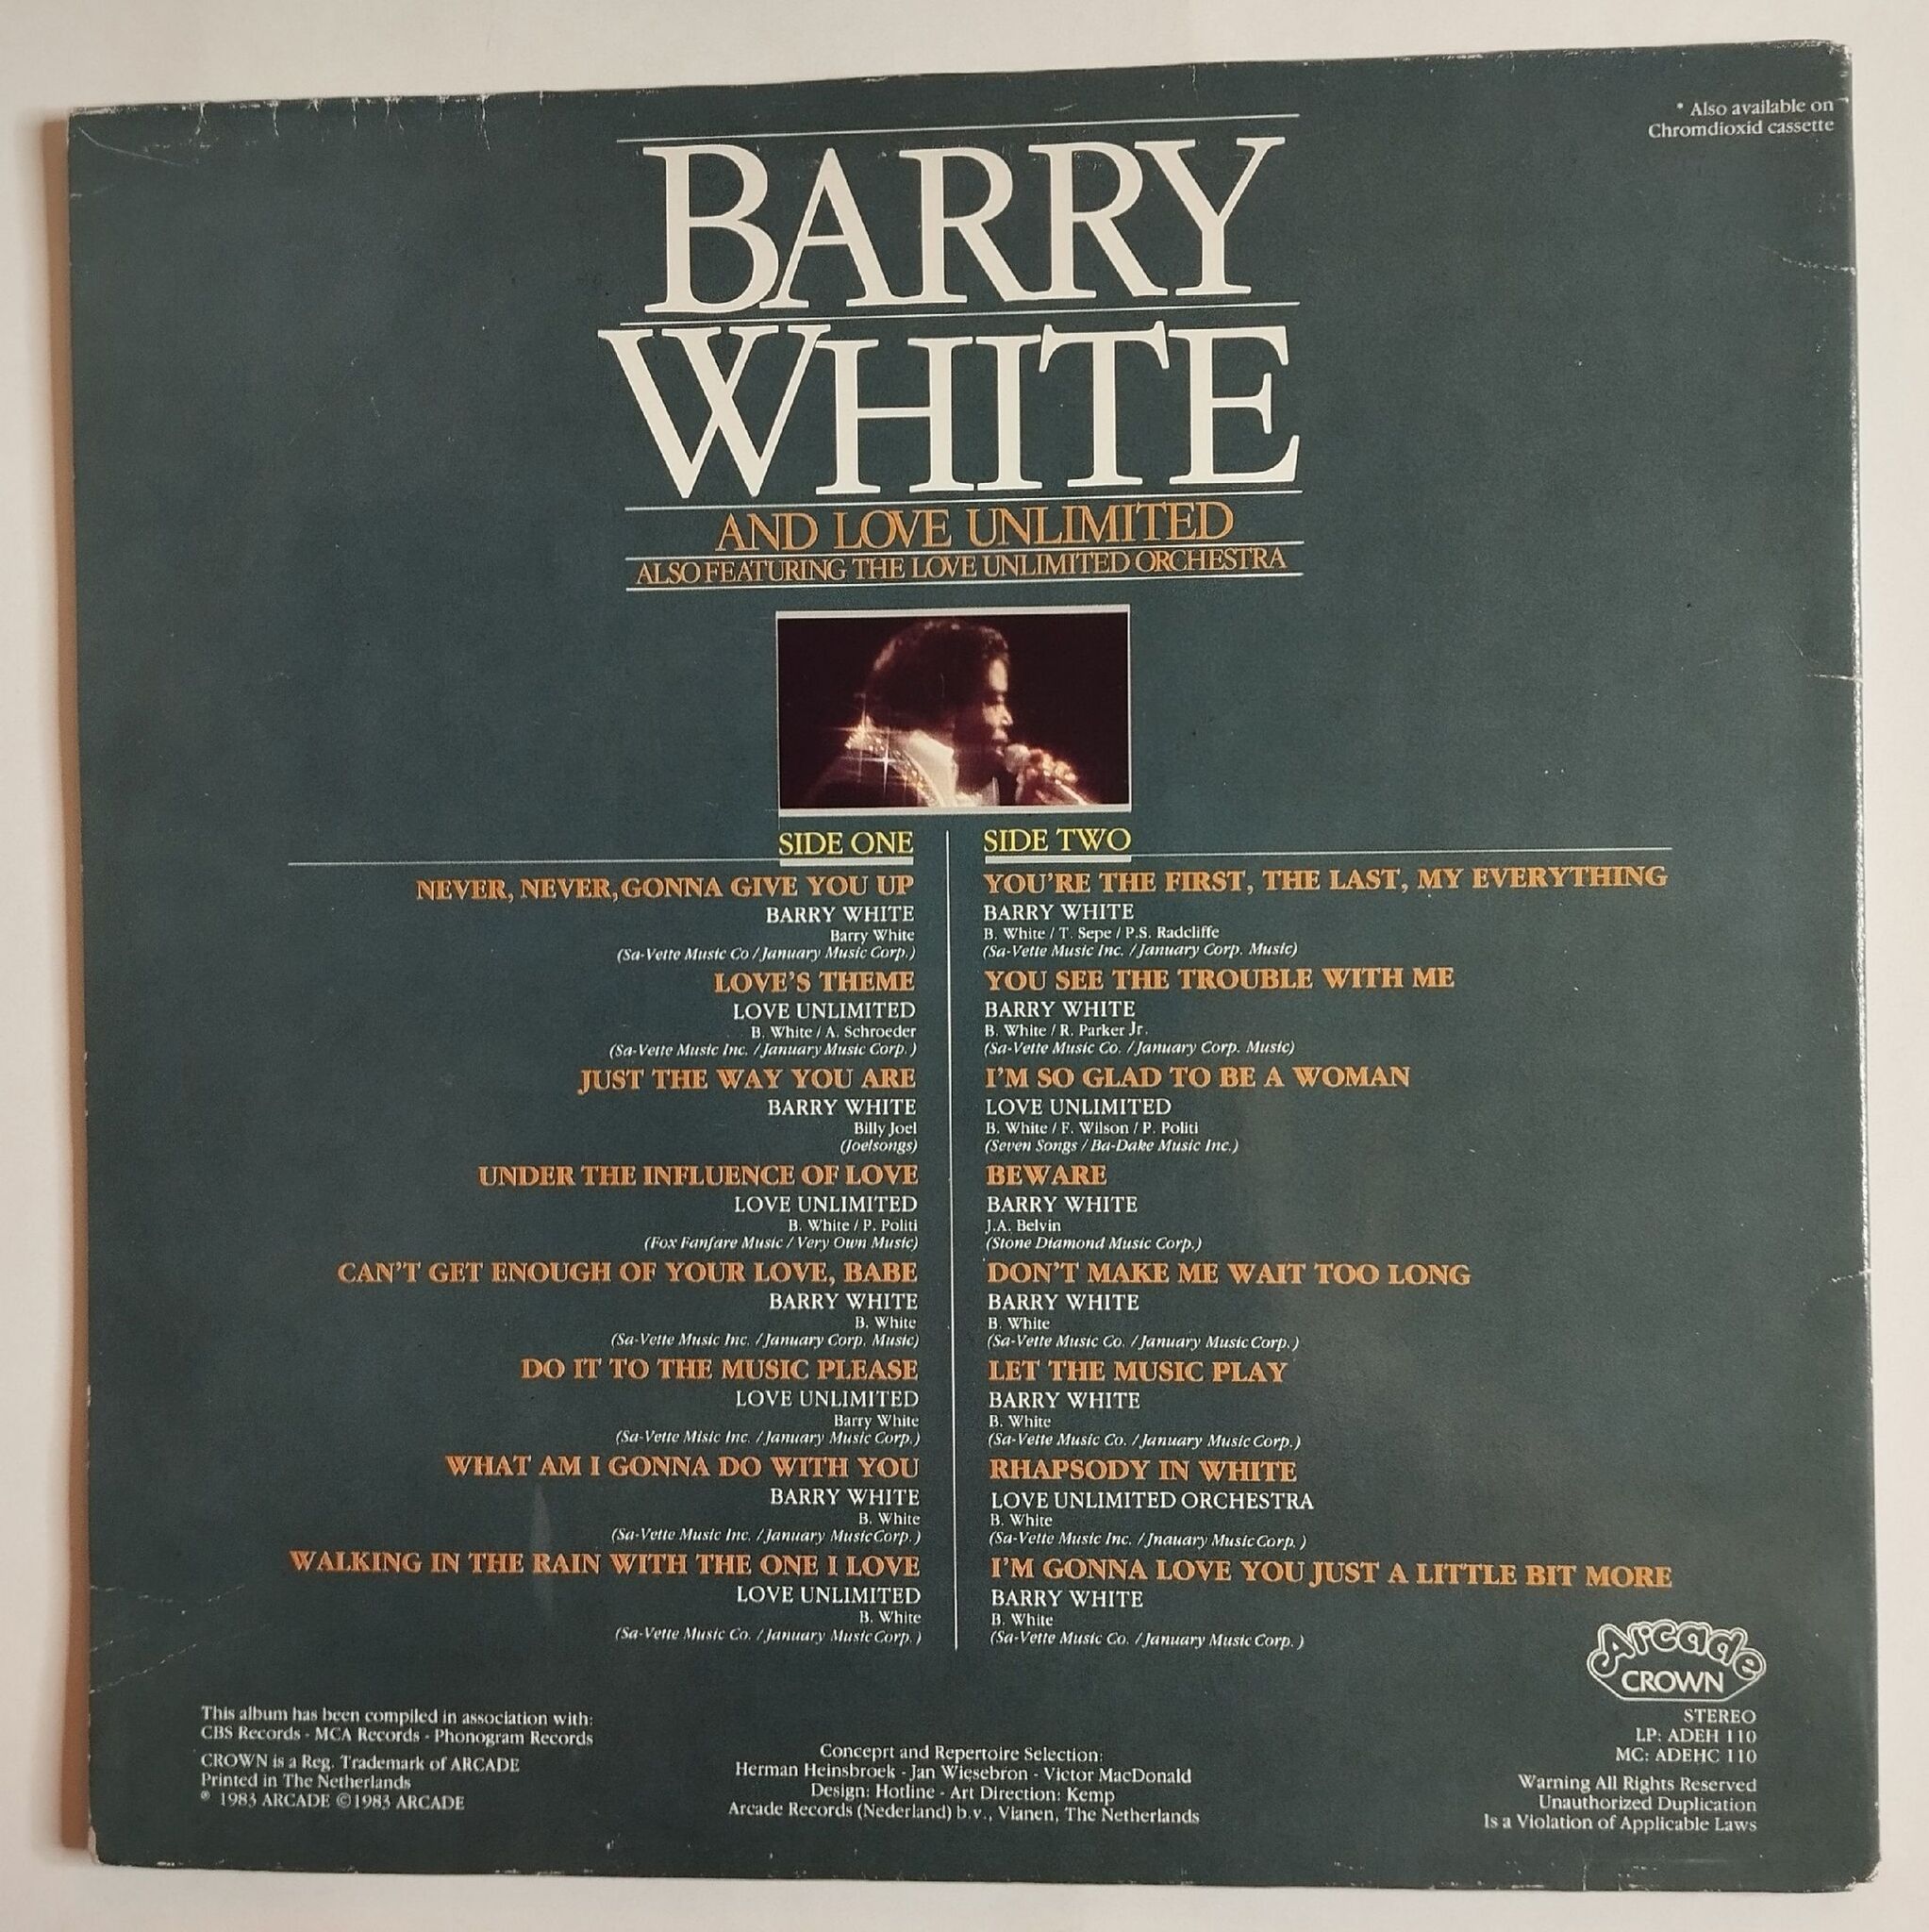 * Also available on
Chromdioxid cassette
BARRY
WHITE
AND LOVE UNLIMITED
ALSO FEATURING THE LOVE UNLIMITED ORCHESTRA
SIDE ONE
NEVER, NEVER, GONNA GIVE YOU UP
BARRY WHITE
Barry White
(Sa-Vette Music Co / January Music Corp.)
LOVE'S THEME
LOVE UNLIMITED
B. White / A. Schroeder
(Sa-Vette Music Inc. / January Music Corp.)
JUST THE WAY YOU ARE
BARRY WHITE
Billy Joel
(Joelsongs)
UNDER THE INFLUENCE OF LOVE
LOVE UNLIMITED
B. White / P. Politi
(Fox Fanfare Music / Very Own Music)
CAN'T GET ENOUGH OF YOUR LOVE, BABE
BARRY WHITE
B. White
(Sa-Vette Music Inc. / January Corp. Music)
DO IT TO THE MUSIC PLEASE
LOVE UNLIMITED
Barry White
(Sa-Vette Misic Inc. / January Music Corp.)
WHAT AM I GONNA DO WITH YOU
BARRY WHITE
B. White
(Sa-Vette Music Inc. / January Music Corp.)
WALKING IN THE RAIN WITH THE ONE I LOVE
LOVE UNLIMITED
B. White
(Sa-Vette Music Co. / January Music Corp.)
SIDE TWO
YOU'RE THE FIRST, THE LAST, MY EVERYTHING
BARRY WHITE
B. White / T. Sepe / P.S. Radcliffe
(Sa-Vette Music Inc. / January Corp. Music)
YOU SEE THE TROUBLE WITH ME
BARRY WHITE
B. White / R. Parker Jr.
(Sa-Vette Music Co. / January Corp. Music)
I'M SO GLAD TO BE A WOMAN
LOVE UNLIMITED
B. White / F. Wilson / P. Politi
(Seven Songs / Ba-Dake Music Inc.)
BEWARE
BARRY WHITE
J.A. Belvin
(Stone Diamond Music Corp.)
DON'T MAKE ME WAIT TOO LONG
BARRY WHITE
B. White
(Sa-Vette Music Co. / January Music Corp.)
LET THE MUSIC PLAY
BARRY WHITE
B. White
(Sa-Vette Music Co. / January Music Corp.)
RHAPSODY IN WHITE
LOVE UNLIMITED ORCHESTRA
B. White
(Sa-Vette Music Inc. / Jnauary Music Corp.)
I'M GONNA LOVE YOU JUST A LITTLE BIT MORE
BARRY WHITE
B. White
(Sa-Vette Music Co. / January Music Corp.)
This album has been compiled in association with:
CBS Records - MCA Records - Phonogram Records
CROWN is a Reg. Trademark of ARCADE
Printed in The Netherlands
℗ 1983 ARCADE © 1983 ARCADE
Conceprt and Repertoire Selection:
Herman Heinsbroek - Jan Wiesebron - Victor MacDonald
Design: Hotline - Art Direction: Kemp
Arcade Records (Nederland) b.v., Vianen, The Netherlands
Arcade
CROWN
STEREO
LP: ADEH 110
MC: ADEHC 110
Warning All Rights Reserved
Unauthorized Duplication
Is a Violation of Applicable Laws